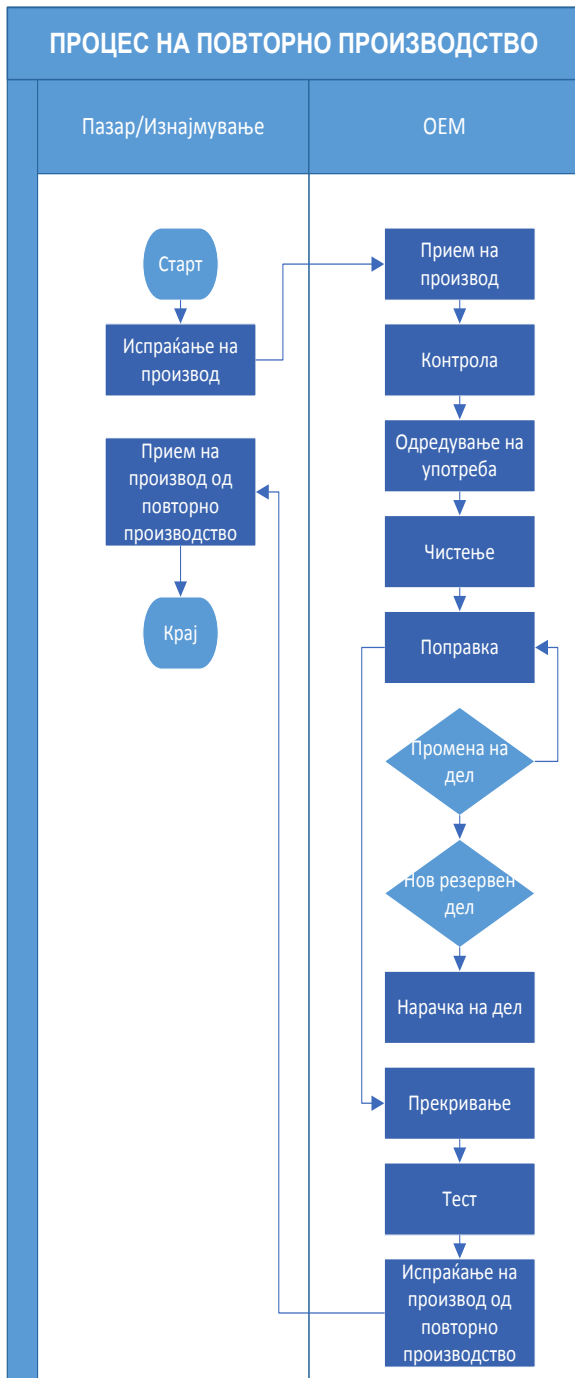 ПРОЦЕС НА ПОВТОРНО ПРОИЗВОДСТВО
Пазар/Изнајмување
ОЕМ
Старт
Испраќање на
производ
Прием на
производ од
повторно
производство
Крај
Прием на
производ
Контрола
Одредување на
употреба
Чистење
Поправка
Промена на
дел
Нов резервен
дел
Нарачка на дел
Прекривање
Тест
Испраќање на
производ од
повторно
производство